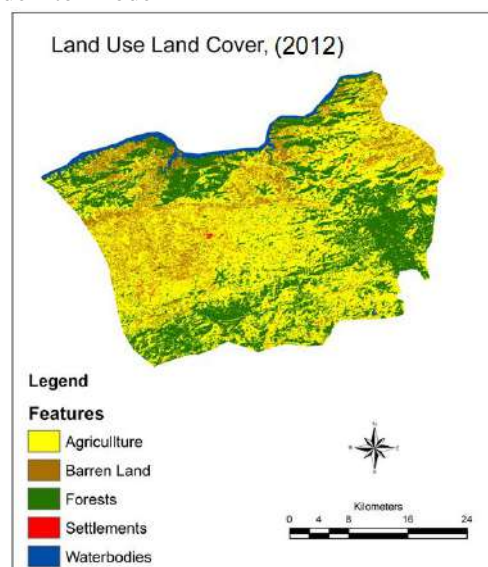 Land Use Land Cover, (2012)
Legend
Features
Agricullture
Barren Land
Forests
Settlements
Waterbodies
Kilometers
0 4 8 16 24